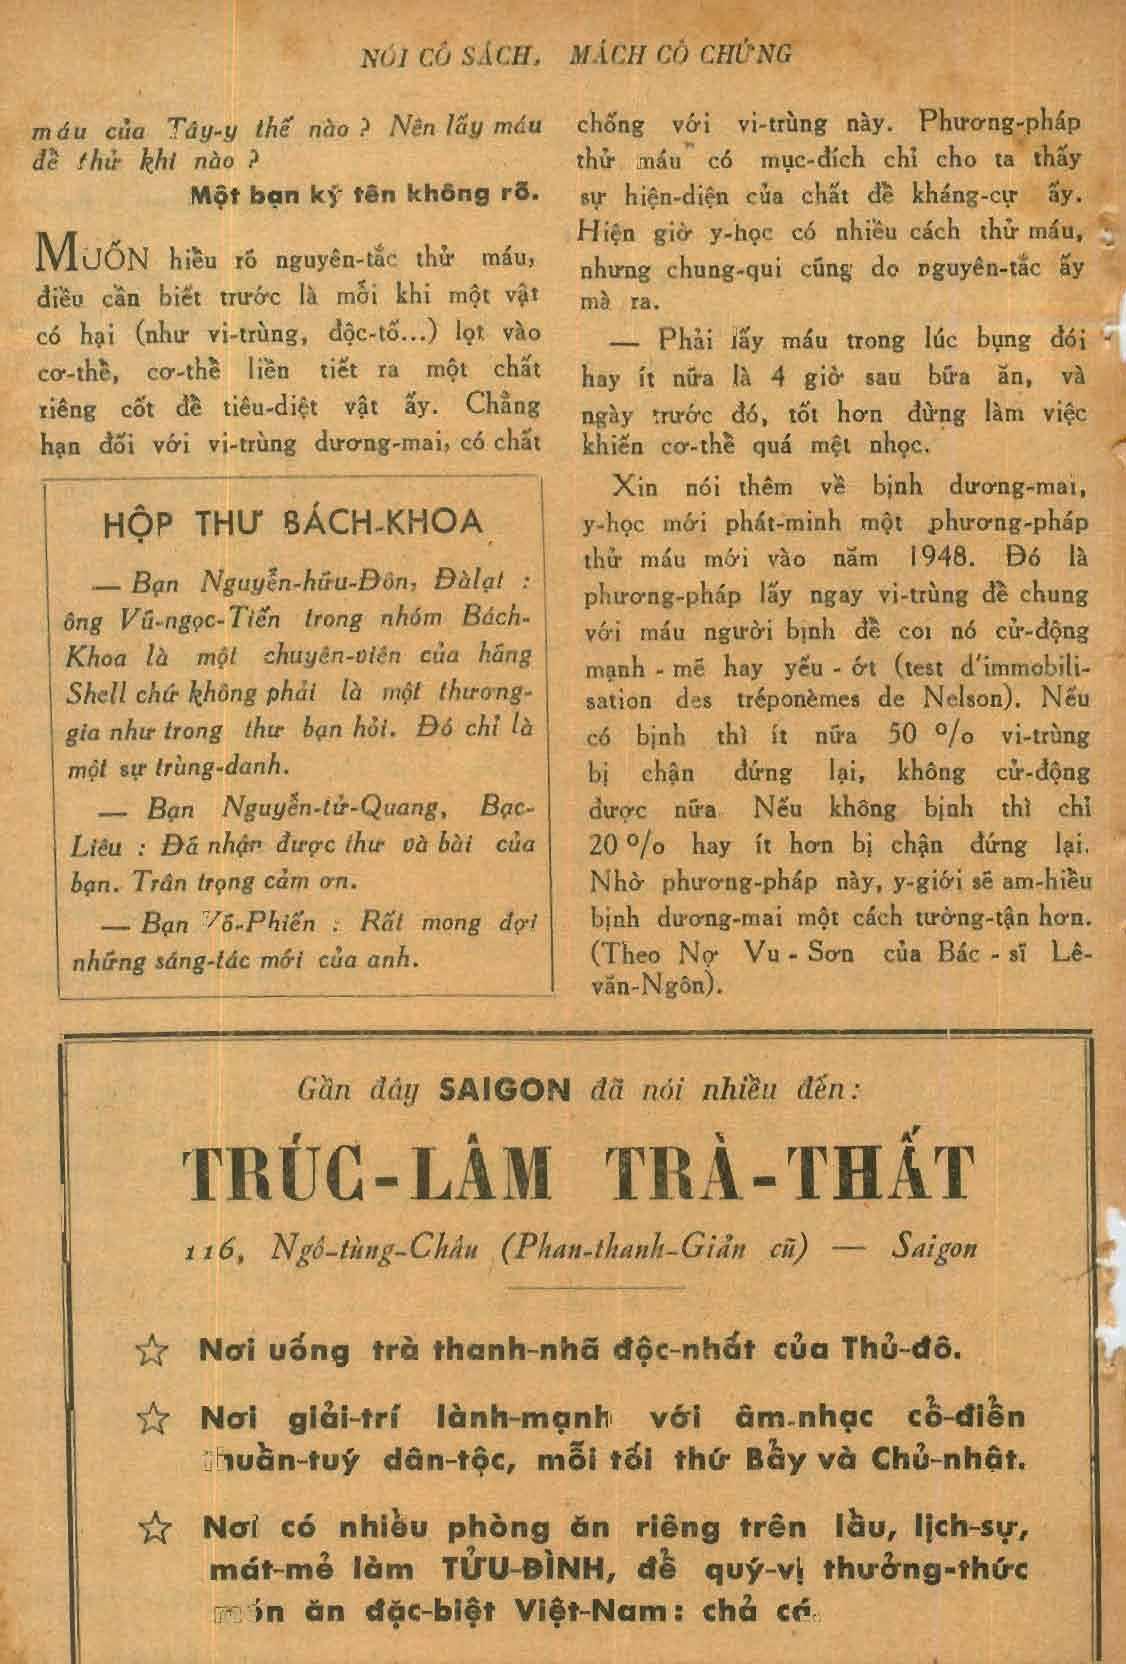 NÓI CÓ SÁCH, MÁCH CÓ CHỨNG
máu của Tây-y thế nào ? Nên lấy máu
để thử khi nào ?
Một bạn ký tên không rõ.
MUỐN hiểu rõ nguyên-tắc thử máu,
điều cần biết trước là mỗi khi một vật
có hại (như vi-trùng, độc-tố...) lọt vào
cơ-thể, cơ-thể liền tiết ra một chất
riêng cốt để tiêu-diệt vật ấy. Chẳng
hạn đối với vi-trùng dương-mai, có chất
HỘP THƯ BÁCH-KHOA
— Bạn Nguyễn-hữu-Đôn, Đàlạt :
ông Vũ-ngọc-Tiến trong nhóm Bách-
Khoa là một chuyên-viên của hãng
Shell chứ không phải là một thương-
gia như trong thư bạn hỏi. Đó chỉ là
một sự trùng-danh.
— Bạn Nguyễn-tử-Quang, Bạc-
Liêu : Đã nhận được thư và bài của
bạn. Trân trọng cảm ơn.
— Bạn Võ-Phiến : Rất mong đợi
những sáng-tác mới của anh.
chống với vi-trùng này. Phương-pháp
thử máu có mục-đích chỉ cho ta thấy
sự hiện-diện của chất đề kháng-cự ấy.
Hiện giờ y-học có nhiều cách thử máu,
nhưng chung-qui cũng do nguyên-tắc ấy
mà ra.
— Phải lấy máu trong lúc bụng đói
hay ít nữa là 4 giờ sau bữa ăn, và
ngày trước đó, tốt hơn đừng làm việc
khiến cơ-thể quá mệt nhọc.
Xin nói thêm về bịnh dương-mai,
y-học mới phát-minh một phương-pháp
thử máu mới vào năm 1948. Đó là
phương-pháp lấy ngay vi-trùng để chung
với máu người bịnh để coi nó cử-động
mạnh - mẽ hay yếu - ớt (test d'immobili-
sation des tréponèmes de Nelson). Nếu
có bịnh thì ít nữa 50 % vi-trùng
bị chận đứng lại, không cử-động
được nữa Nếu không bịnh thì chỉ
20 % hay ít hơn bị chận đứng lại.
Nhờ phương-pháp này, y-giới sẽ am-hiểu
bịnh dương-mai một cách tường-tận hơn.
(Theo Nợ Vu - Sơn của Bác - sĩ Lê-
văn-Ngôn).
Gần đây SAIGON đã nói nhiều đến :
TRÚC-LÂM TRÀ-THẤT
116, Ngô-tùng-Châu (Phan-thanh-Giản cũ) — Saigon
☆ Nơi uống trà thanh-nhã độc-nhất của Thủ-đô.
☆ Nơi giải-trí lành-mạnh với âm-nhạc cổ-điển
thuần-tuý dân-tộc, mỗi tối thứ Bẩy và Chủ-nhật.
☆ Nơi có nhiều phòng ăn riêng trên lầu, lịch-sự,
mát-mẻ làm TỬU-ĐÌNH, để quý-vị thưởng-thức
món ăn đặc-biệt Việt-Nam : chả cá.